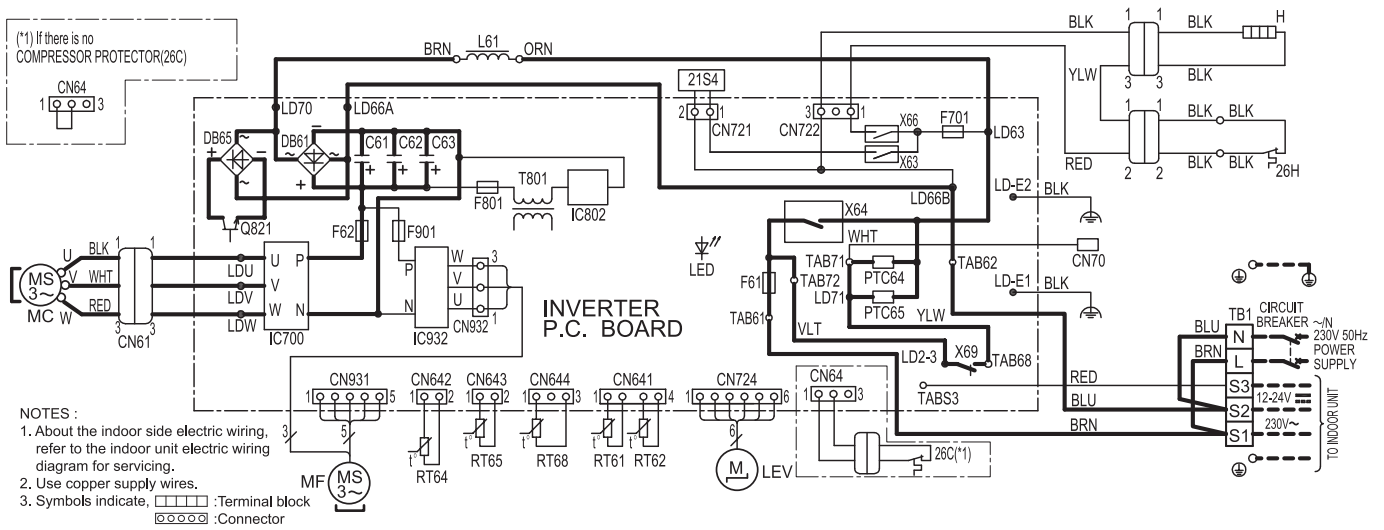 (*1) If there is no
COMPRESSOR PROTECTOR(26C)
CN64
1 3
BRN L61 ORN
LD70 LD66A
DB65 ~ + − ~
DB61 − ~ ~ +
C61 C62 C63
+ + +
Q821
F801 T801 IC802
F62 F901
21S4
2 1
CN721
3 1
CN722
X66 F701 LD63
X63
BLK 1 1 BLK H
YLW 3 3 BLK
1 1 BLK BLK
RED 2 2 BLK BLK 26H
LD66B
LD-E2 BLK
X64
WHT
LED
TAB71
TAB72
PTC64
TAB62
CN70
F61
LD71
PTC65
LD-E1 BLK
TAB61
VLT
YLW
LD2-3 X69 TAB68
U BLK 1 1
MS 3~ V WHT
MC W RED 3 3
CN61
LDU
LDV
LDW
U P
V
W N
IC700
P W
V
N U
IC932
3
1
CN932
INVERTER
P.C. BOARD
CN931
1 5
CN642
1 2
CN643
1 2
CN644
1 3
CN641
1 4
CN724
1 6
CN64
1 3
TABS3
RED
BLU
BRN
3 5
MF MS 3~
t° RT64
t° RT65
t° RT68
t° RT61
t° RT62
6
M LEV
26C(*1)
TB1
CIRCUIT
BREAKER ~/N
230V 50Hz
POWER
SUPPLY
BLU N
BRN L
S3
12-24V
S2
230V~
S1
TO INDOOR UNIT
NOTES :
1. About the indoor side electric wiring,
refer to the indoor unit electric wiring
diagram for servicing.
2. Use copper supply wires.
3. Symbols indicate, :Terminal block
:Connector